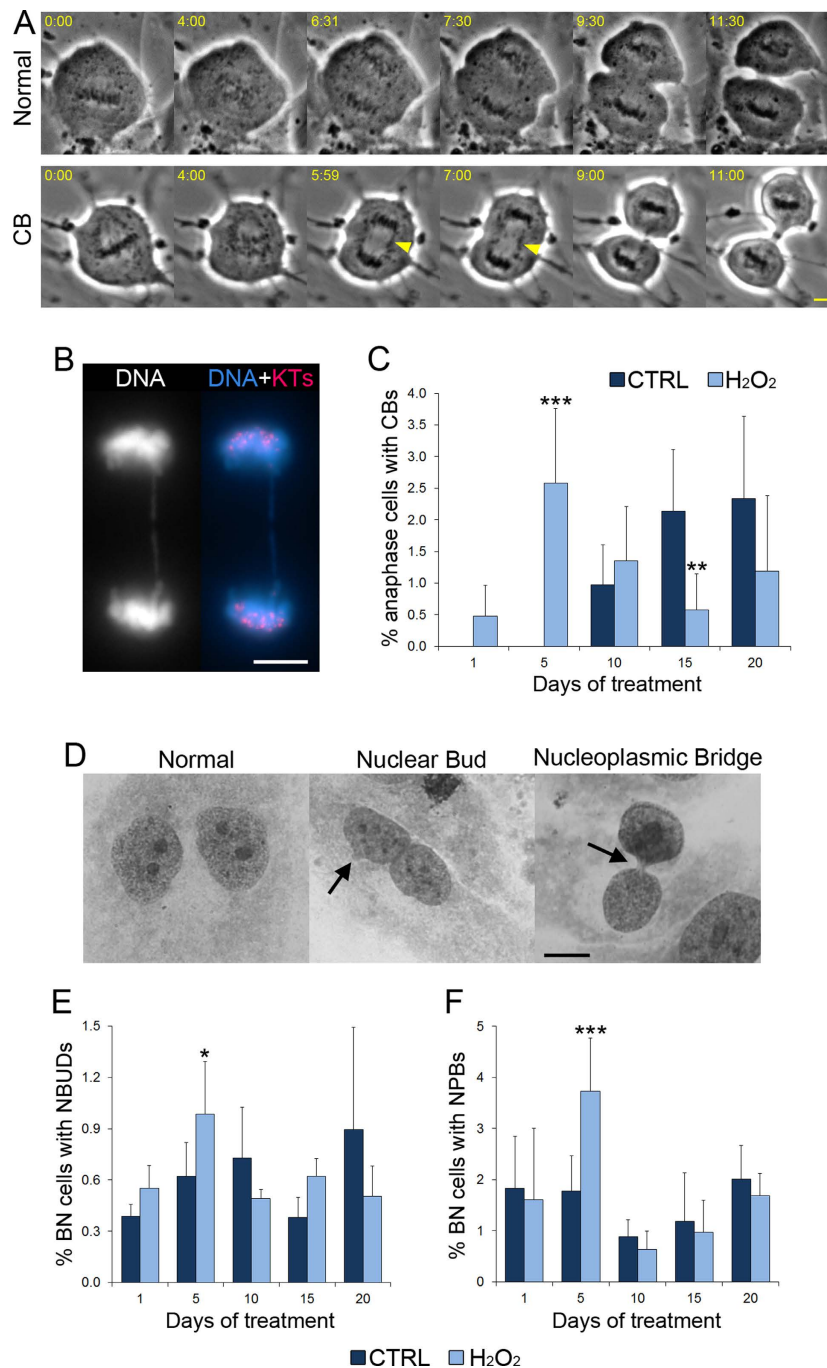 A
Normal
0:00 4:00 6:31 7:30 9:30 11:30
CB
0:00 4:00 5:59 7:00 9:00 11:00
B
DNA DNA+KTs
C
CTRL H₂O₂
% anaphase cells with CBs
4.0
3.5
3.0
2.5
2.0
1.5
1.0
0.5
0.0
***
**
1 5 10 15 20
Days of treatment
D
Normal Nuclear Bud Nucleoplasmic Bridge
E
% BN cells with NBUDs
1.5
1.2
0.9
0.6
0.3
0.0
*
1 5 10 15 20
Days of treatment
F
% BN cells with NPBs
5
4
3
2
1
0
***
1 5 10 15 20
Days of treatment
CTRL H₂O₂